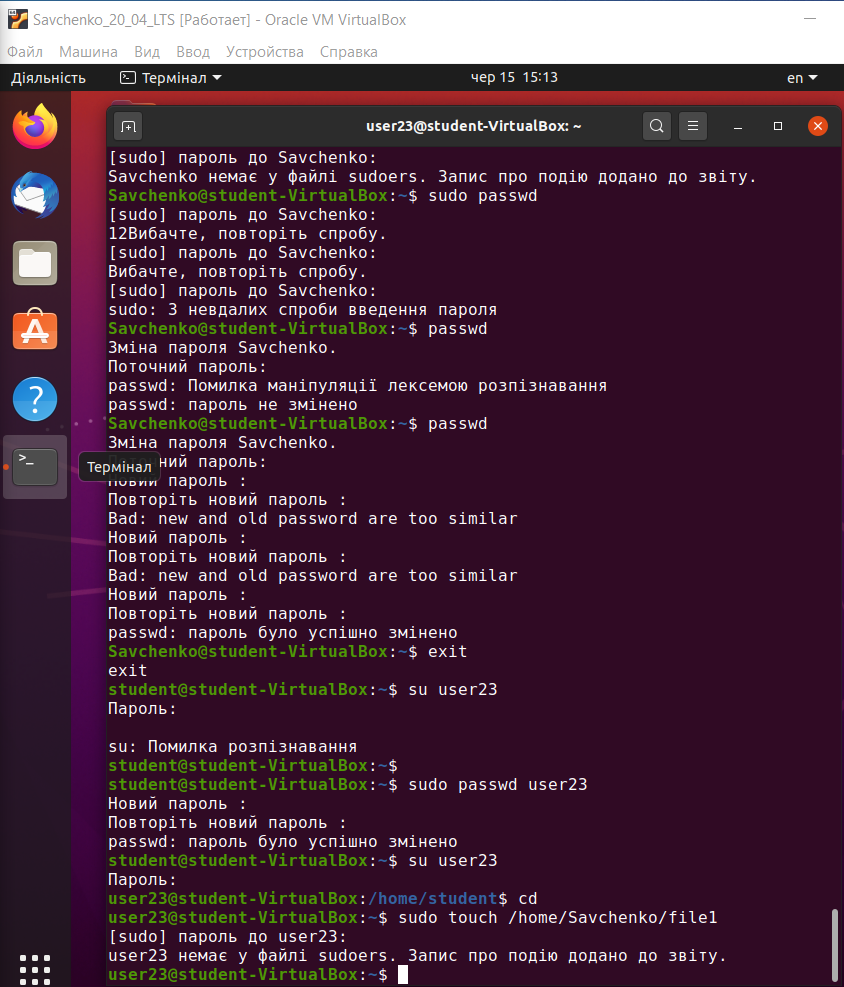 Savchenko_20_04_LTS [Работает] - Oracle VM VirtualBox
Файл Машина Вид Ввод Устройства Справка
Діяльність Термінал чер 15 15:13 en
user23@student-VirtualBox: ~
[sudo] пароль до Savchenko:
Savchenko немає у файлі sudoers. Запис про подію додано до звіту.
Savchenko@student-VirtualBox:~$ sudo passwd
[sudo] пароль до Savchenko:
12Вибачте, повторіть спробу.
[sudo] пароль до Savchenko:
Вибачте, повторіть спробу.
[sudo] пароль до Savchenko:
sudo: 3 невдалих спроби введення пароля
Savchenko@student-VirtualBox:~$ passwd
Зміна пароля Savchenko.
Поточний пароль:
passwd: Помилка маніпуляції лексемою розпізнавання
passwd: пароль не змінено
Savchenko@student-VirtualBox:~$ passwd
Зміна пароля Savchenko.
Поточний пароль:
Термінал
Новий пароль :
Повторіть новий пароль :
Bad: new and old password are too similar
Новий пароль :
Повторіть новий пароль :
Bad: new and old password are too similar
Новий пароль :
Повторіть новий пароль :
passwd: пароль було успішно змінено
Savchenko@student-VirtualBox:~$ exit
exit
student@student-VirtualBox:~$ su user23
Пароль:
su: Помилка розпізнавання
student@student-VirtualBox:~$
student@student-VirtualBox:~$ sudo passwd user23
Новий пароль :
Повторіть новий пароль :
passwd: пароль було успішно змінено
student@student-VirtualBox:~$ su user23
Пароль:
user23@student-VirtualBox:/home/student$ cd
user23@student-VirtualBox:~$ sudo touch /home/Savchenko/file1
[sudo] пароль до user23:
user23 немає у файлі sudoers. Запис про подію додано до звіту.
user23@student-VirtualBox:~$